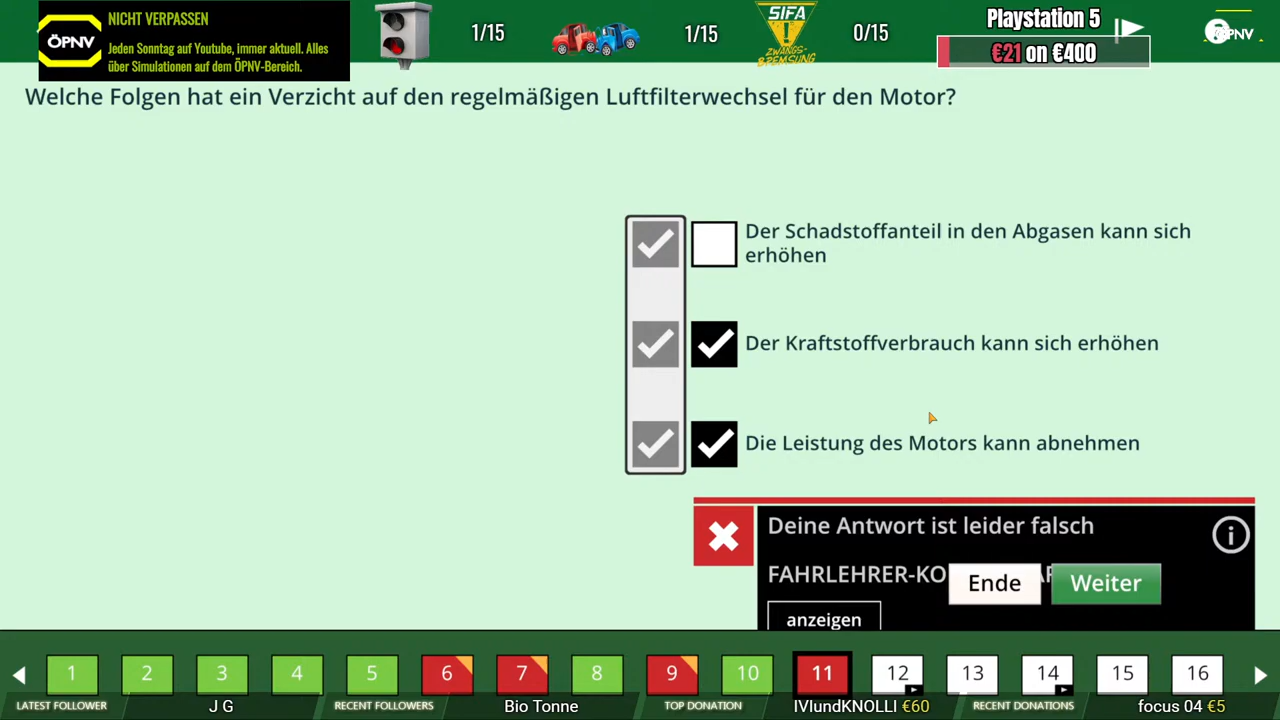 NICHT VERPASSEN
ÖPNV
Jeden Sonntag auf Youtube, immer aktuell. Alles
über Simulationen auf dem ÖPNV-Bereich.
1/15
1/15
SIFA
ZWANGS-
BREMSUNG
0/15
Playstation 5
€21 on €400
ÖPNV
Welche Folgen hat ein Verzicht auf den regelmäßigen Luftfilterwechsel für den Motor?
Der Schadstoffanteil in den Abgasen kann sich
erhöhen
Der Kraftstoffverbrauch kann sich erhöhen
Die Leistung des Motors kann abnehmen
Deine Antwort ist leider falsch
Ende
Weiter
anzeigen
1 2 3 4 5 6 7 8 9 10 11 12 13 14 15 16
LATEST FOLLOWER J G RECENT FOLLOWERS Bio Tonne TOP DONATION IVIundKNOLLI €60 RECENT DONATIONS focus 04 €5